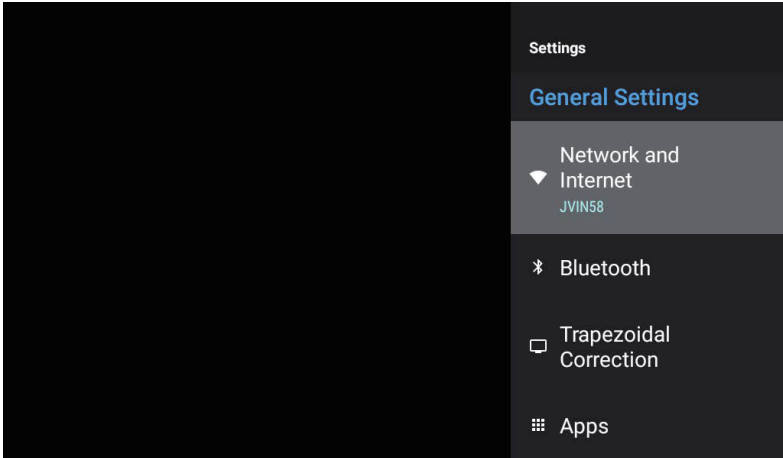 Settings
General Settings
Network and
Internet
JVIN58
Bluetooth
Trapezoidal
Correction
Apps